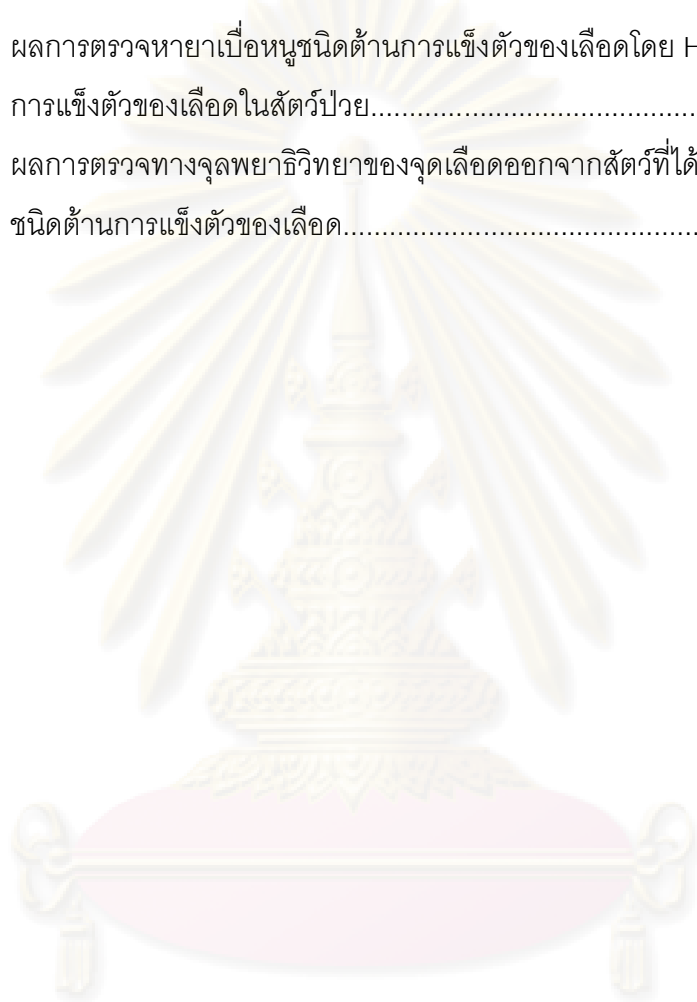 ผลการตรวจหายาเบื่อหนูชนิดต้านการแข็งตัวของเลือดโดย H
การแข็งตัวของเลือดในสัตว์ป่วย..........................................
ผลการตรวจทางจุลพยาธิวิทยาของจุดเลือดออกจากสัตว์ที่ได้
ชนิดต้านการแข็งตัวของเลือด..............................................